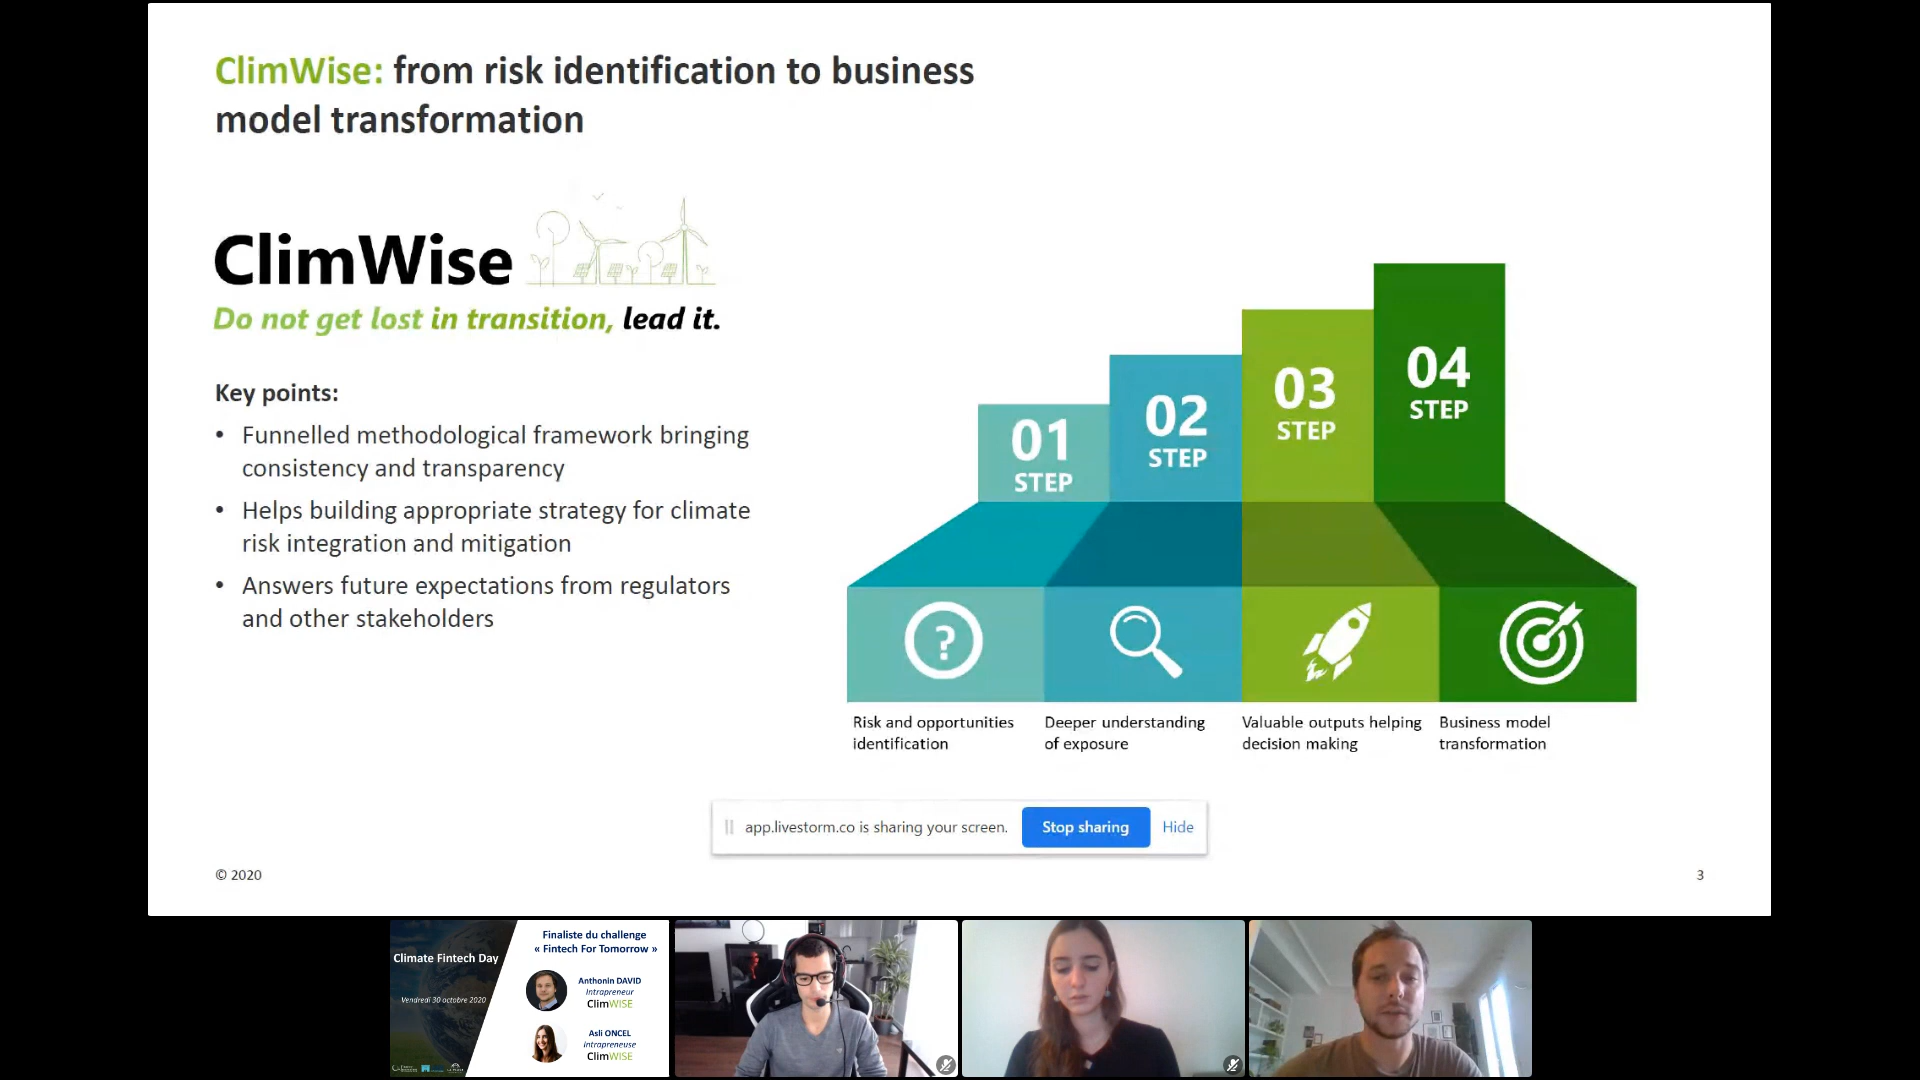 ClimWise: from risk identification to business
model transformation
ClimWise
Do not get lost in transition, lead it.
Key points:
• Funnelled methodological framework bringing
consistency and transparency
• Helps building appropriate strategy for climate
risk integration and mitigation
• Answers future expectations from regulators
and other stakeholders
01
STEP
02
STEP
03
STEP
04
STEP
?
Risk and opportunities
identification
Deeper understanding
of exposure
Valuable outputs helping
decision making
Business model
transformation
app.livestorm.co is sharing your screen.
Stop sharing
Hide
© 2020
3
Climate Fintech Day
Vendredi 30 octobre 2020
Finaliste du challenge
« Fintech For Tomorrow »
Anthonin DAVID
Intrapreneur
ClimWISE
Asli ONCEL
Intrapreneuse
ClimWISE